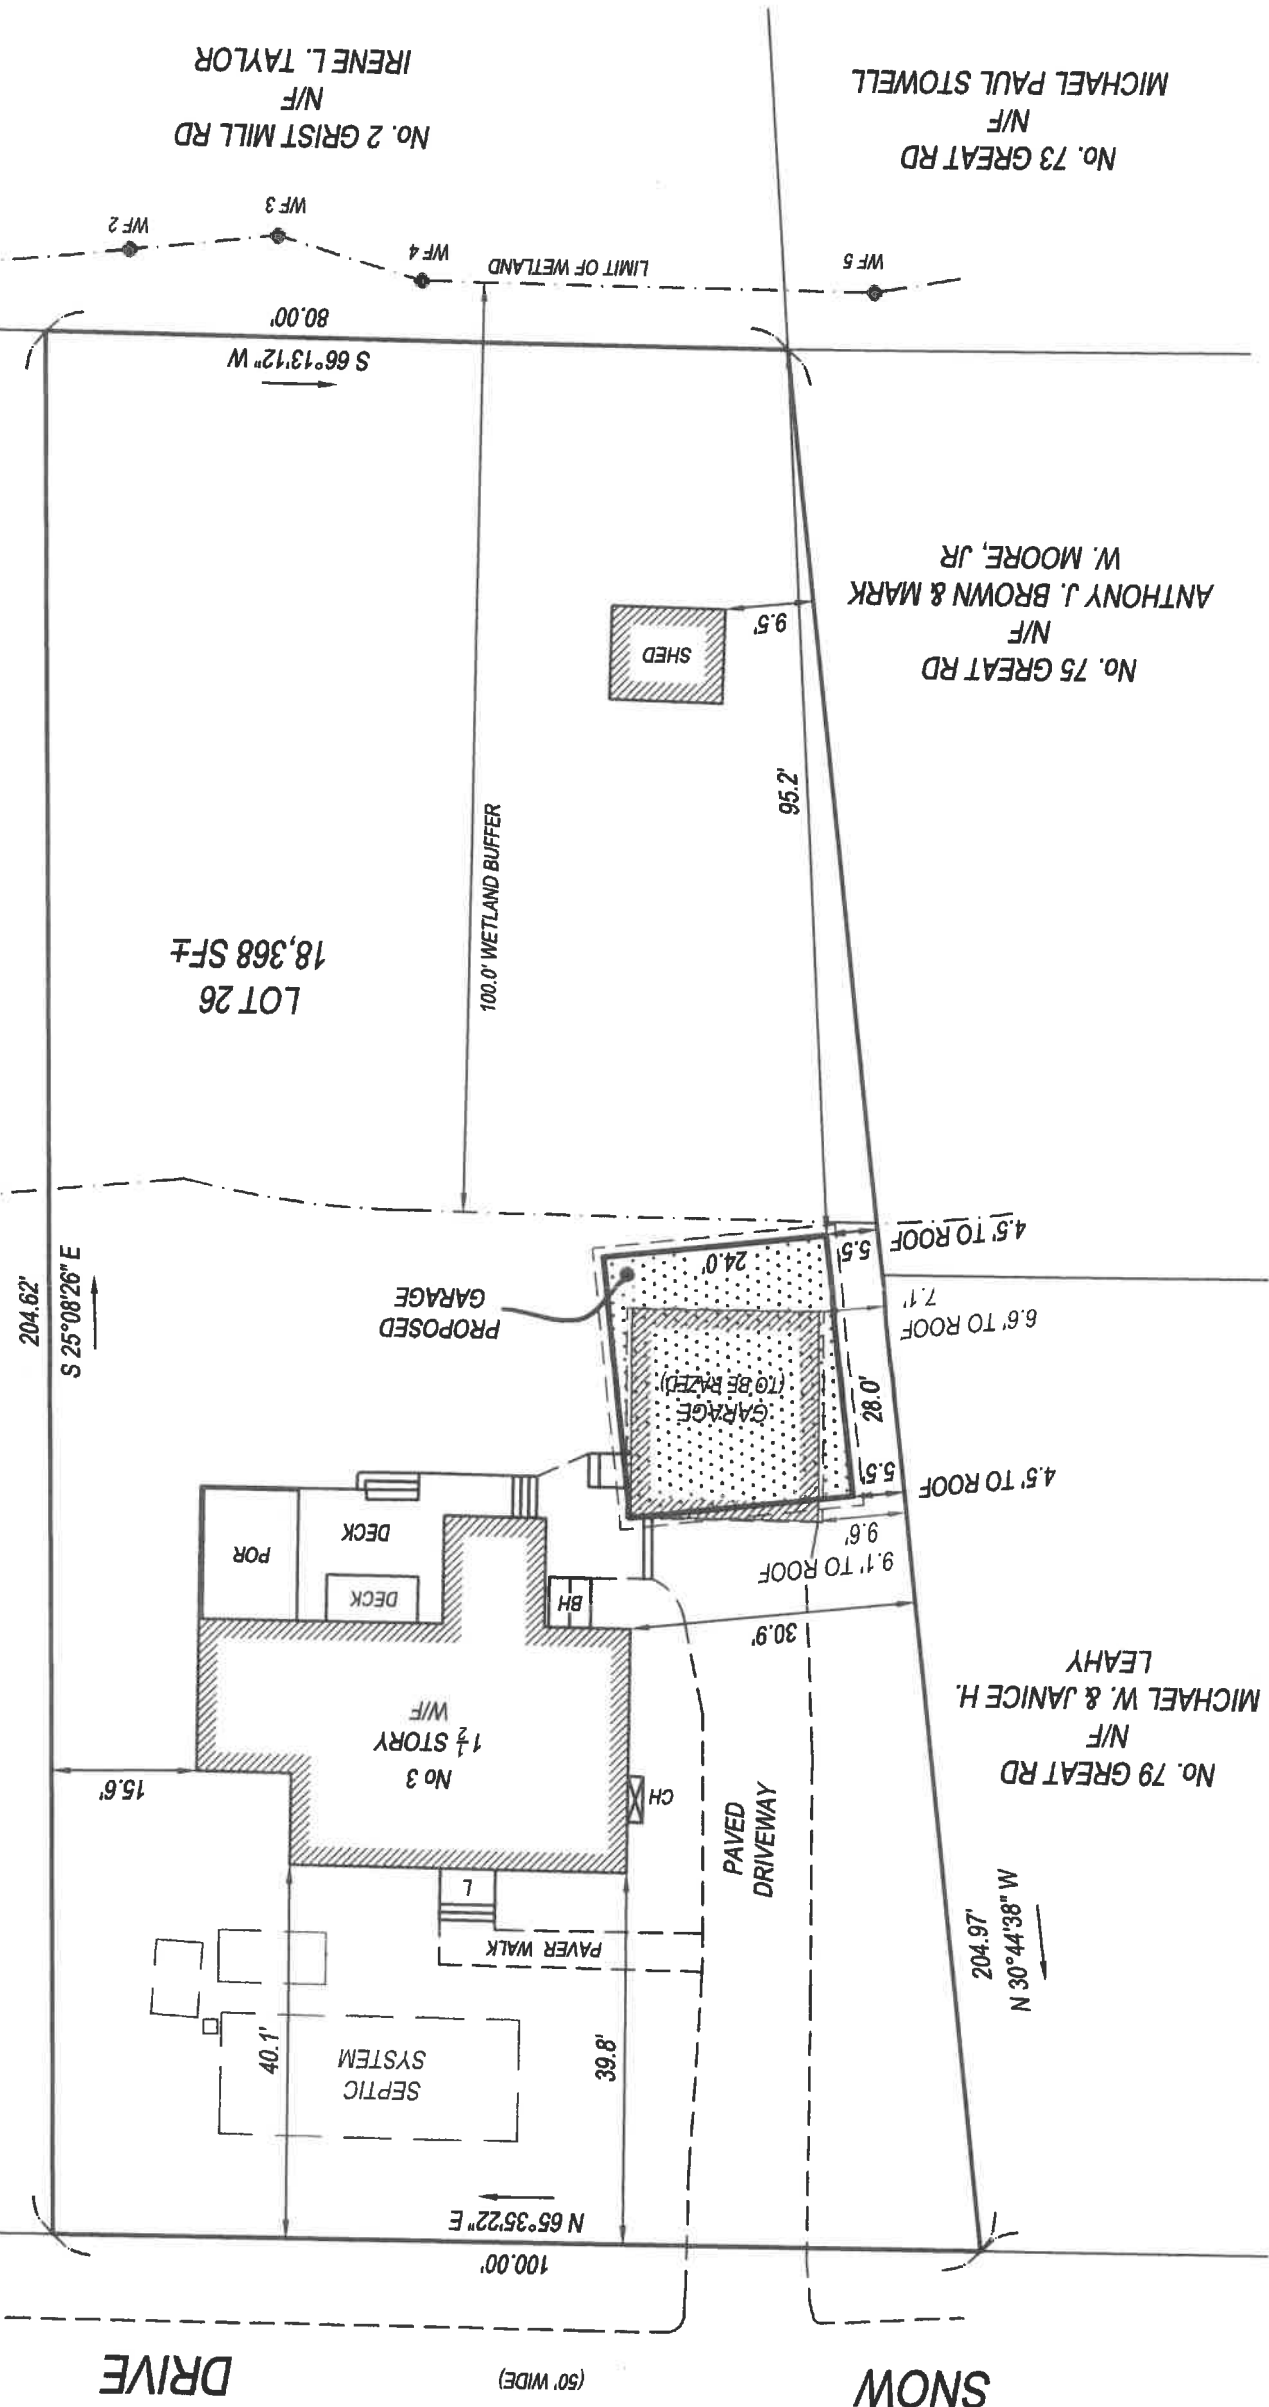 SNOW
(50' WIDE)
DRIVE
100.00'
N 65°35'22" E
39.8'
40.1'
SEPTIC
SYSTEM
204.97'
N 30°44'38" W
PAVER WALK
L
PAVED
DRIVEWAY
CH
No 3
1 1/2 STORY
W/F
15.6'
No. 79 GREAT RD
N/F
MICHAEL W. & JANICE H.
LEAHY
30.9'
BH
DECK
DECK
POR
9.1' TO ROOF
9.6'
4.5' TO ROOF
5.5'
28.0'
GARAGE
(TO BE RAZED)
6.6' TO ROOF
7.1'
PROPOSED
GARAGE
24.0'
5.5'
4.5' TO ROOF
204.62'
S 25°08'26" E
LOT 26
18,368 SF±
100.0' WETLAND BUFFER
95.2'
SHED
9.5'
No. 75 GREAT RD
N/F
ANTHONY J. BROWN & MARK
W. MOORE, JR
S 66°13'12" W
80.00'
WF 5
LIMIT OF WETLAND
WF 4
WF 3
WF 2
No. 73 GREAT RD
N/F
MICHAEL PAUL STOWELL
No. 2 GRIST MILL RD
N/F
IRENE L. TAYLOR